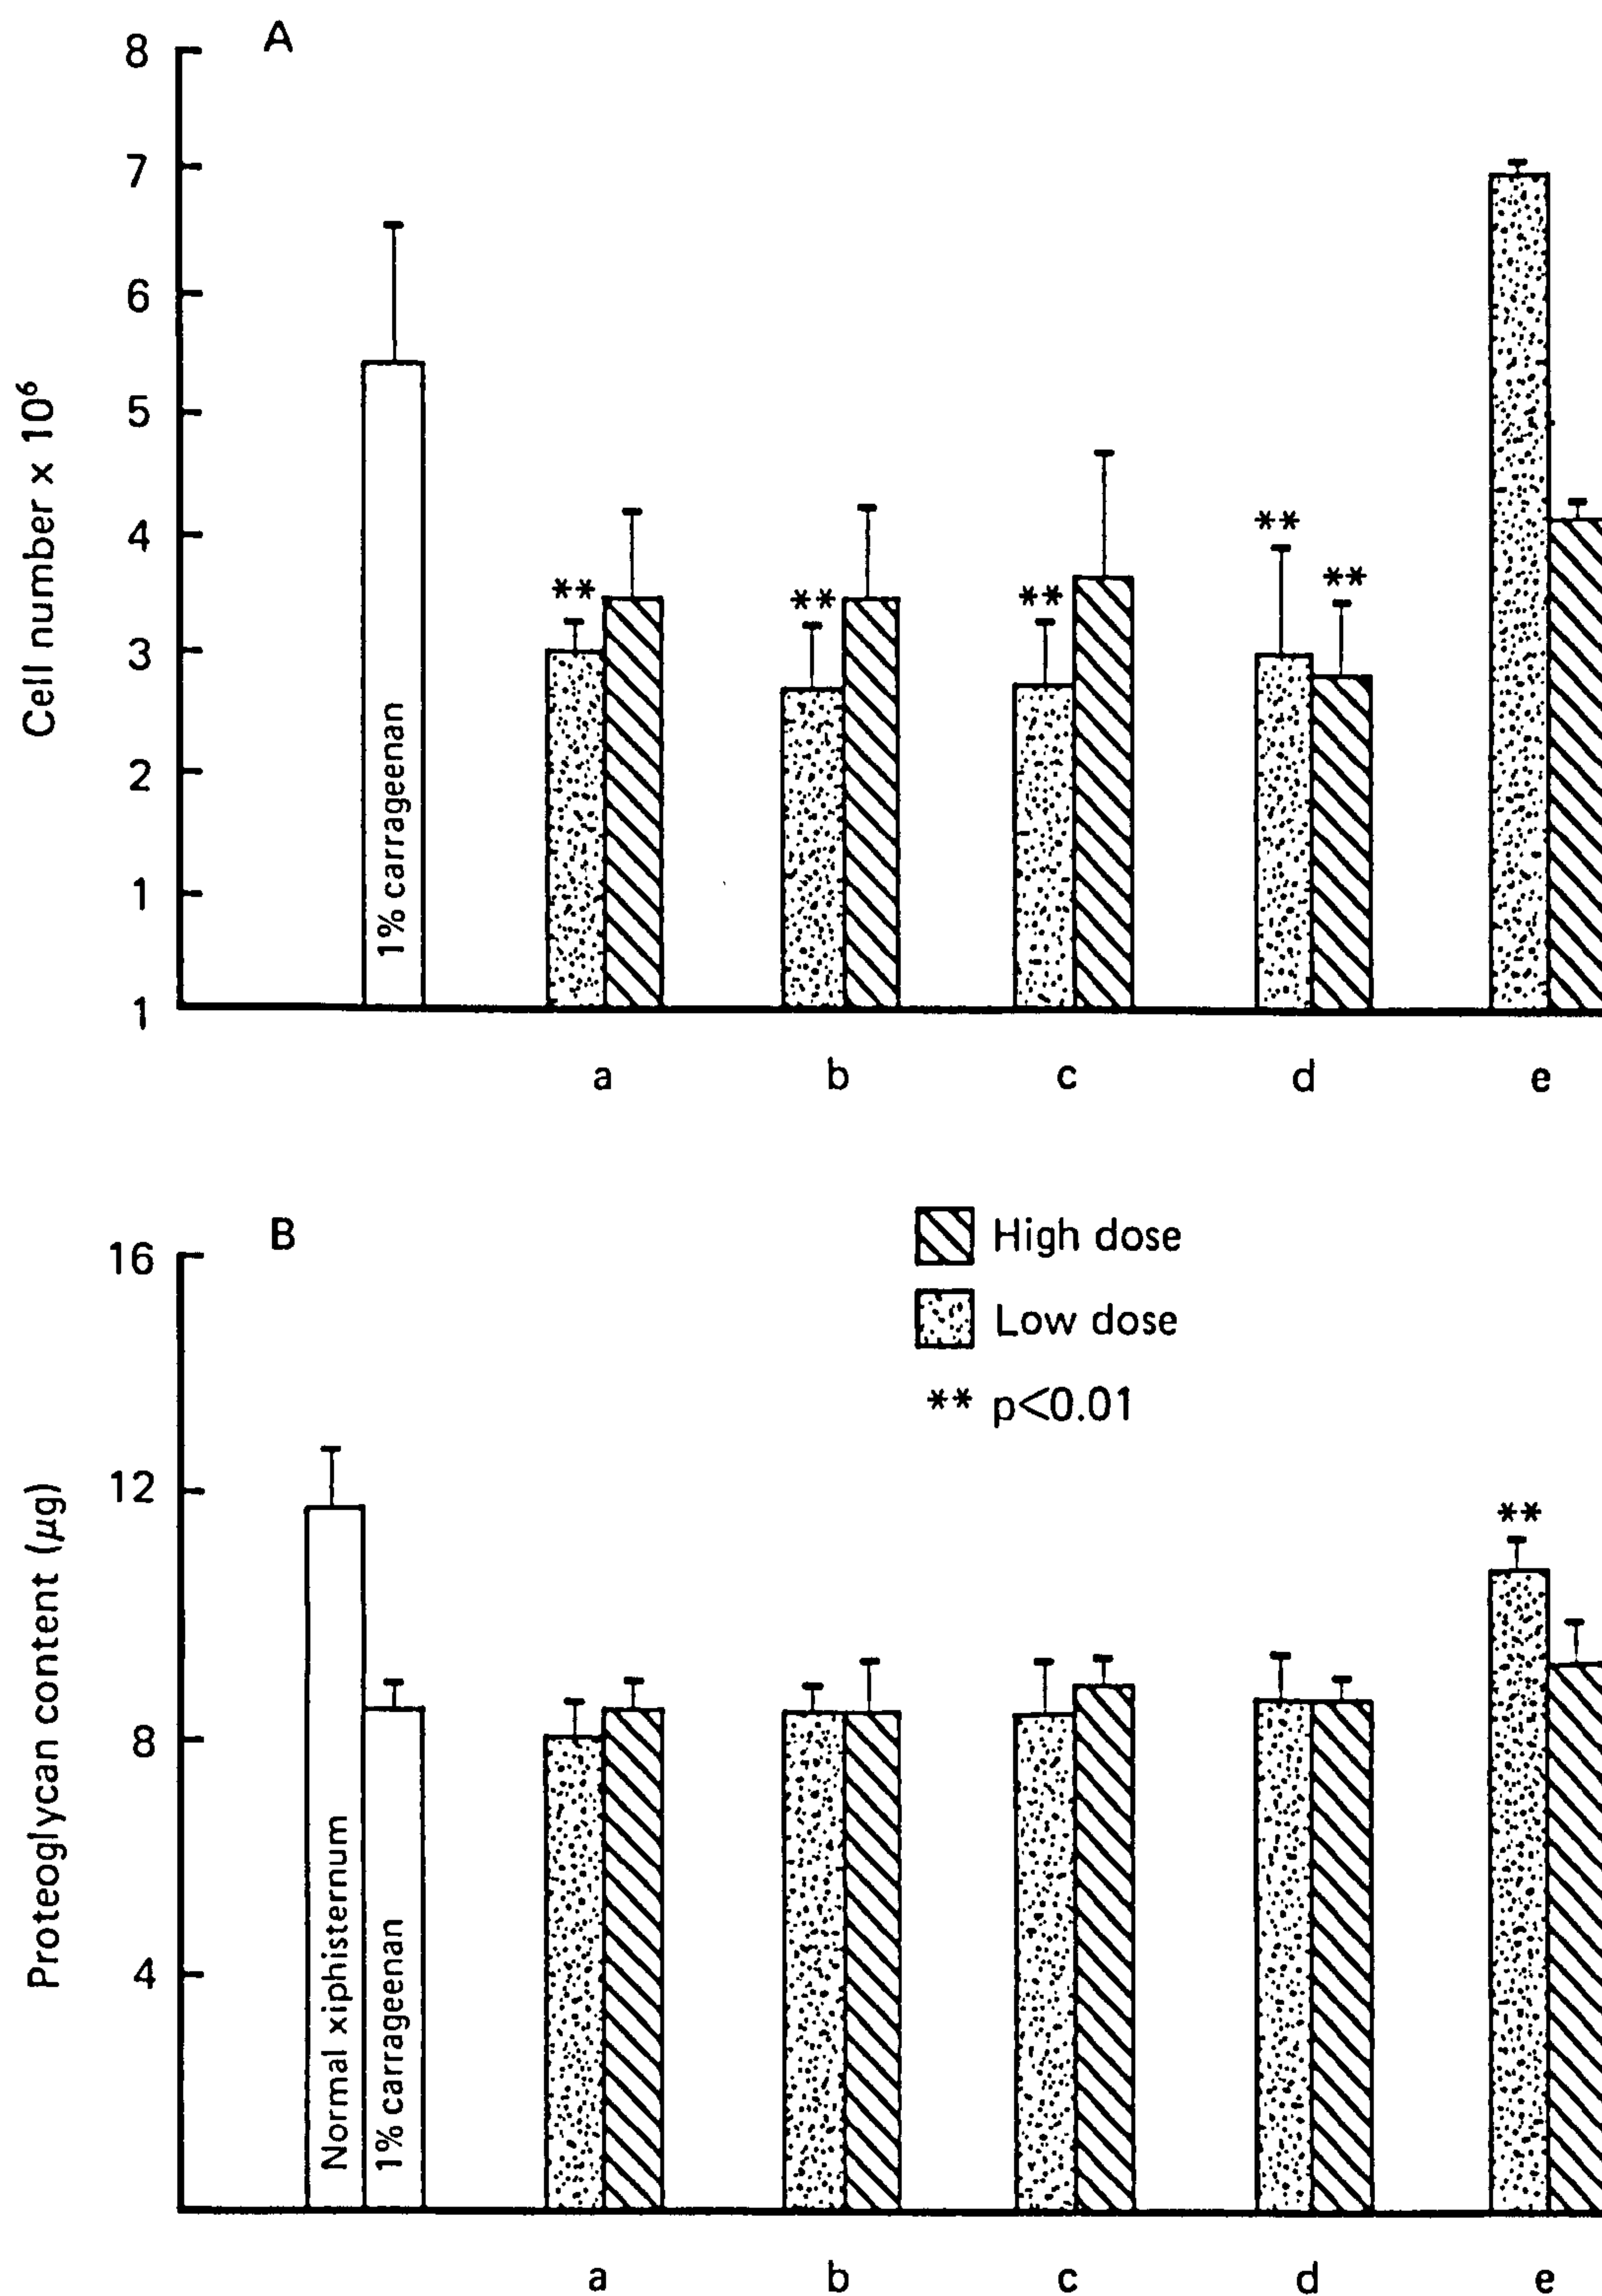 A
8
7
6
5
4
3
2
1
1
Cell number x 10⁶
1% carrageenan
**
**
**
**
**
a b c d e
B
High dose
Low dose
** p<0.01
16
12
8
4
Proteoglycan content (μg)
Normal xiphisternum
1% carrageenan
**
a b c d e